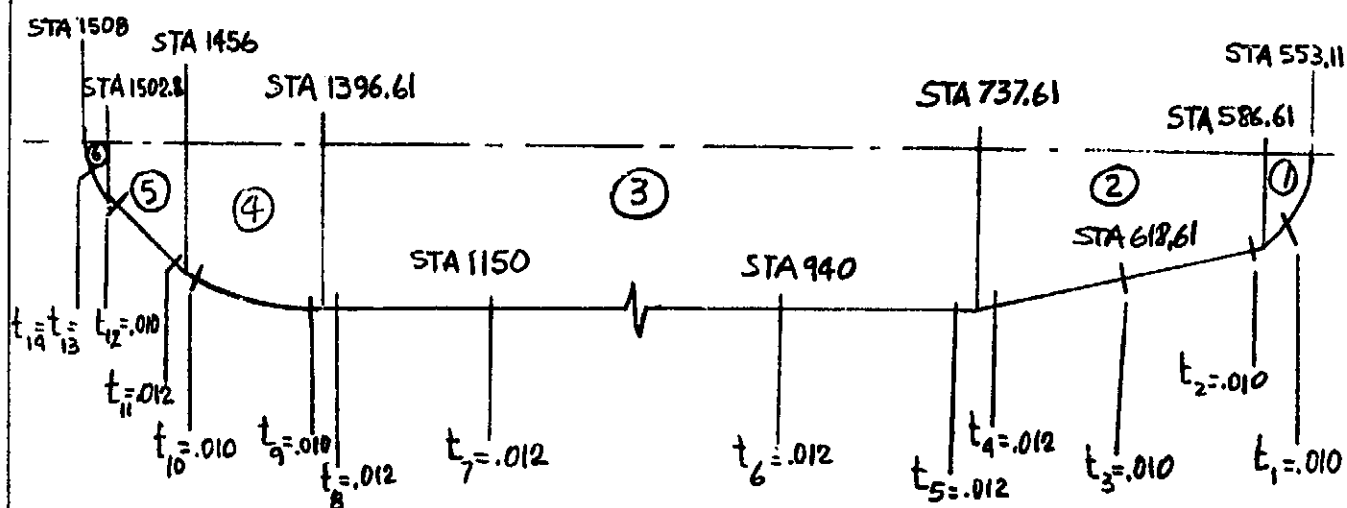 STA 1508
STA 1456
STA 1502.8
STA 1396.61
STA 737.61
STA 553.11
STA 586.61
6
5
4
3
2
1
STA 618.61
STA 1150
STA 940
t14= t13=
t12=.010
t11=.012
t10=.010
t9=.010
t8=.012
t7=.012
t6=.012
t5=.012
t4=.012
t3=.010
t2=.010
t1=.010